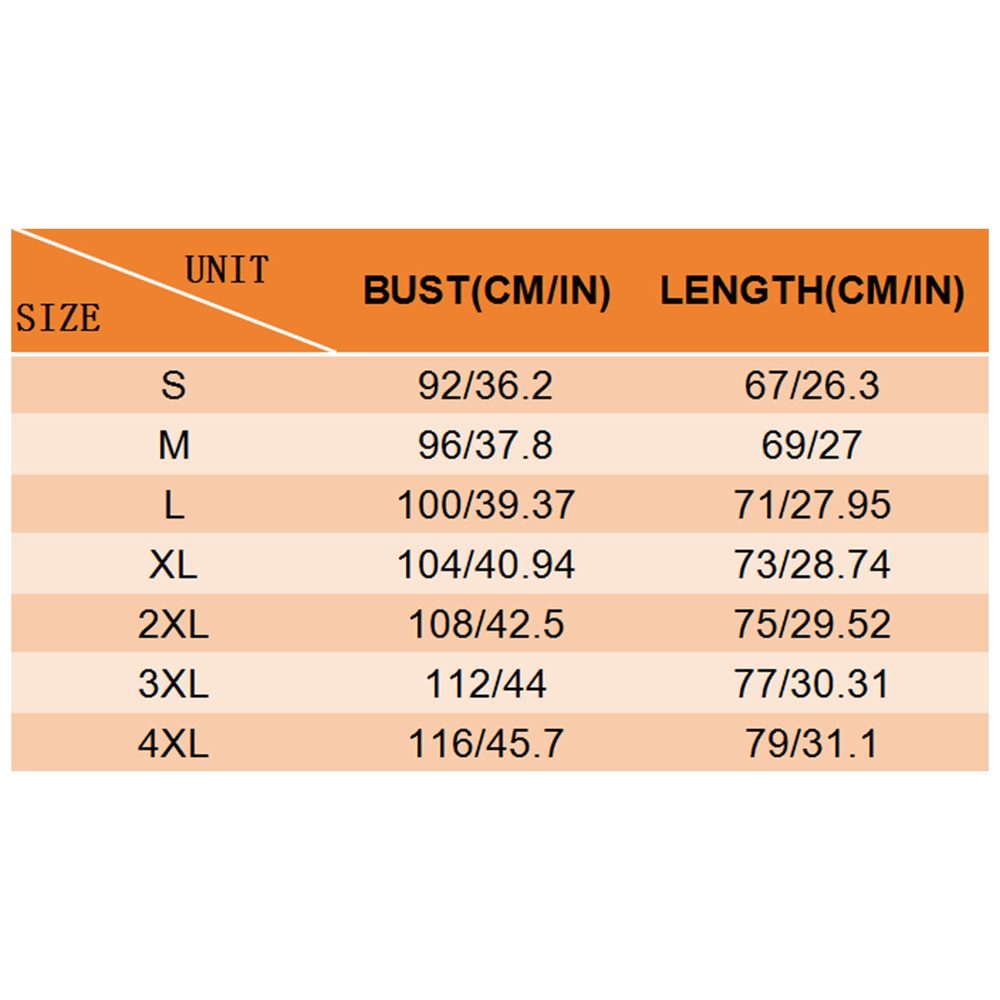 UNIT BUST(CM/IN) LENGTH(CM/IN)
SIZE
S 92/36.2 67/26.3
M 96/37.8 69/27
L 100/39.37 71/27.95
XL 104/40.94 73/28.74
2XL 108/42.5 75/29.52
3XL 112/44 77/30.31
4XL 116/45.7 79/31.1